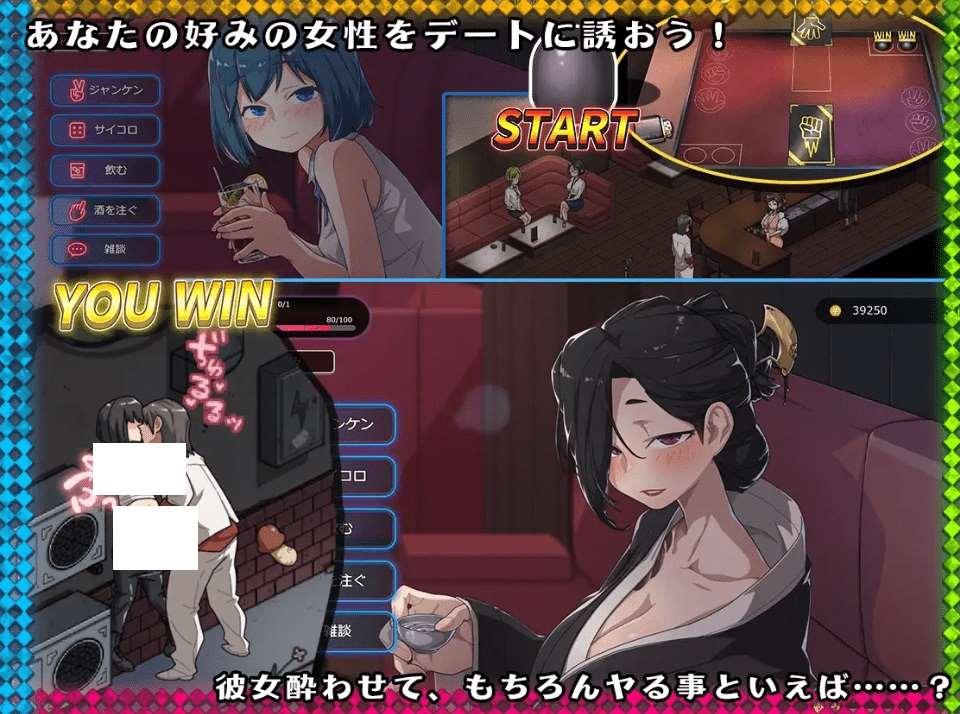 あなたの好みの女性をデートに誘おう！
ジャンケン
サイコロ
飲む
酒を注ぐ
雑談
WIN WIN
START
YOU WIN
0/1
80/100
39250
ンケン
コロ
む
注ぐ
雑談
彼女酔わせて、もちろんヤる事といえば……？